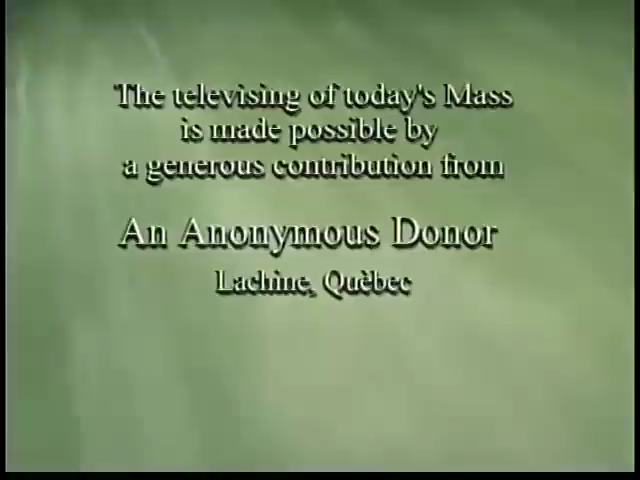 The televising of today's Mass
is made possible by
a generous contribution from
An Anonymous Donor
Lachine, Quèbec